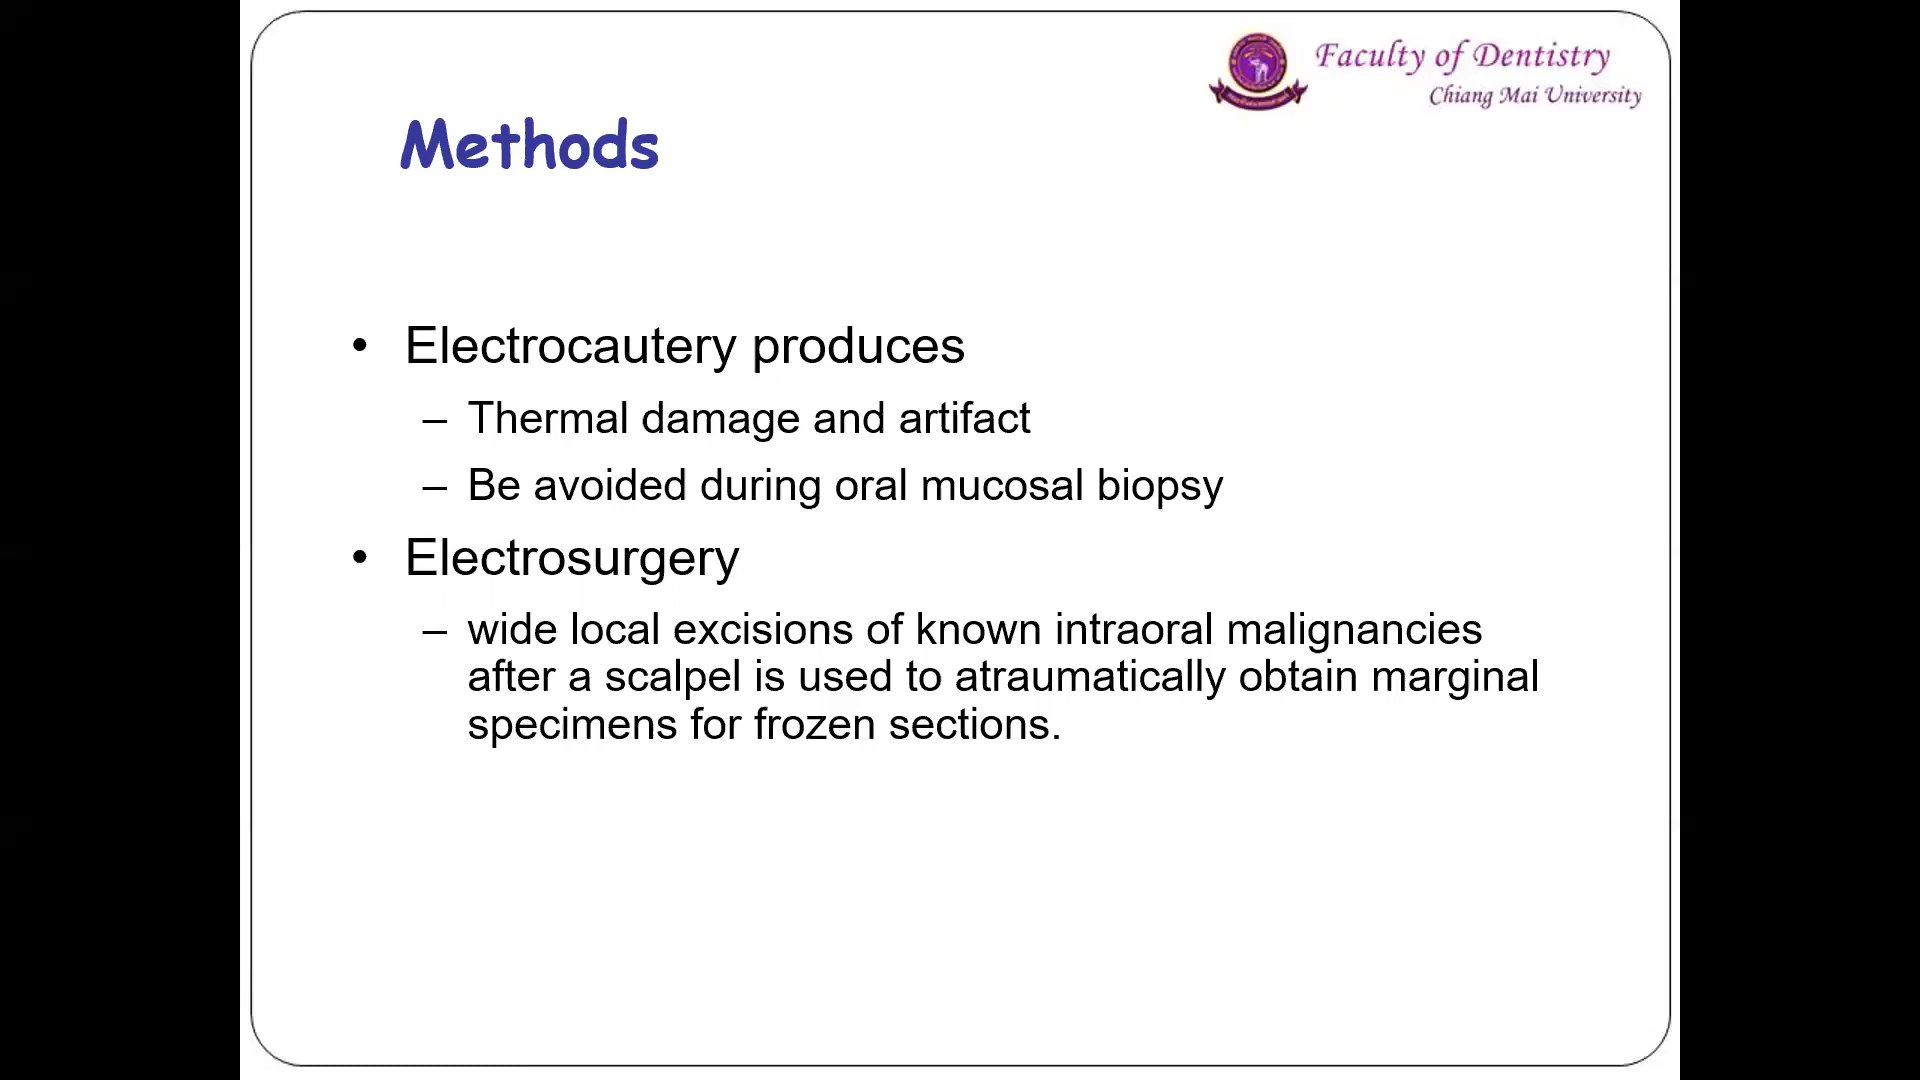 Faculty of Dentistry
Chiang Mai University
Methods
• Electrocautery produces
– Thermal damage and artifact
– Be avoided during oral mucosal biopsy
• Electrosurgery
– wide local excisions of known intraoral malignancies
after a scalpel is used to atraumatically obtain marginal
specimens for frozen sections.